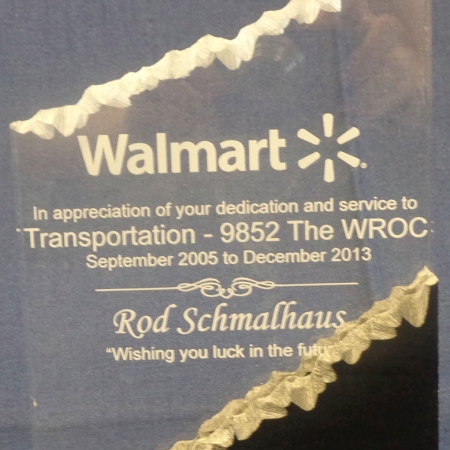 Walmart
In appreciation of your dedication and service to
Transportation - 9852 The WROC
September 2005 to December 2013
Rod Schmalhaus
"Wishing you luck in the